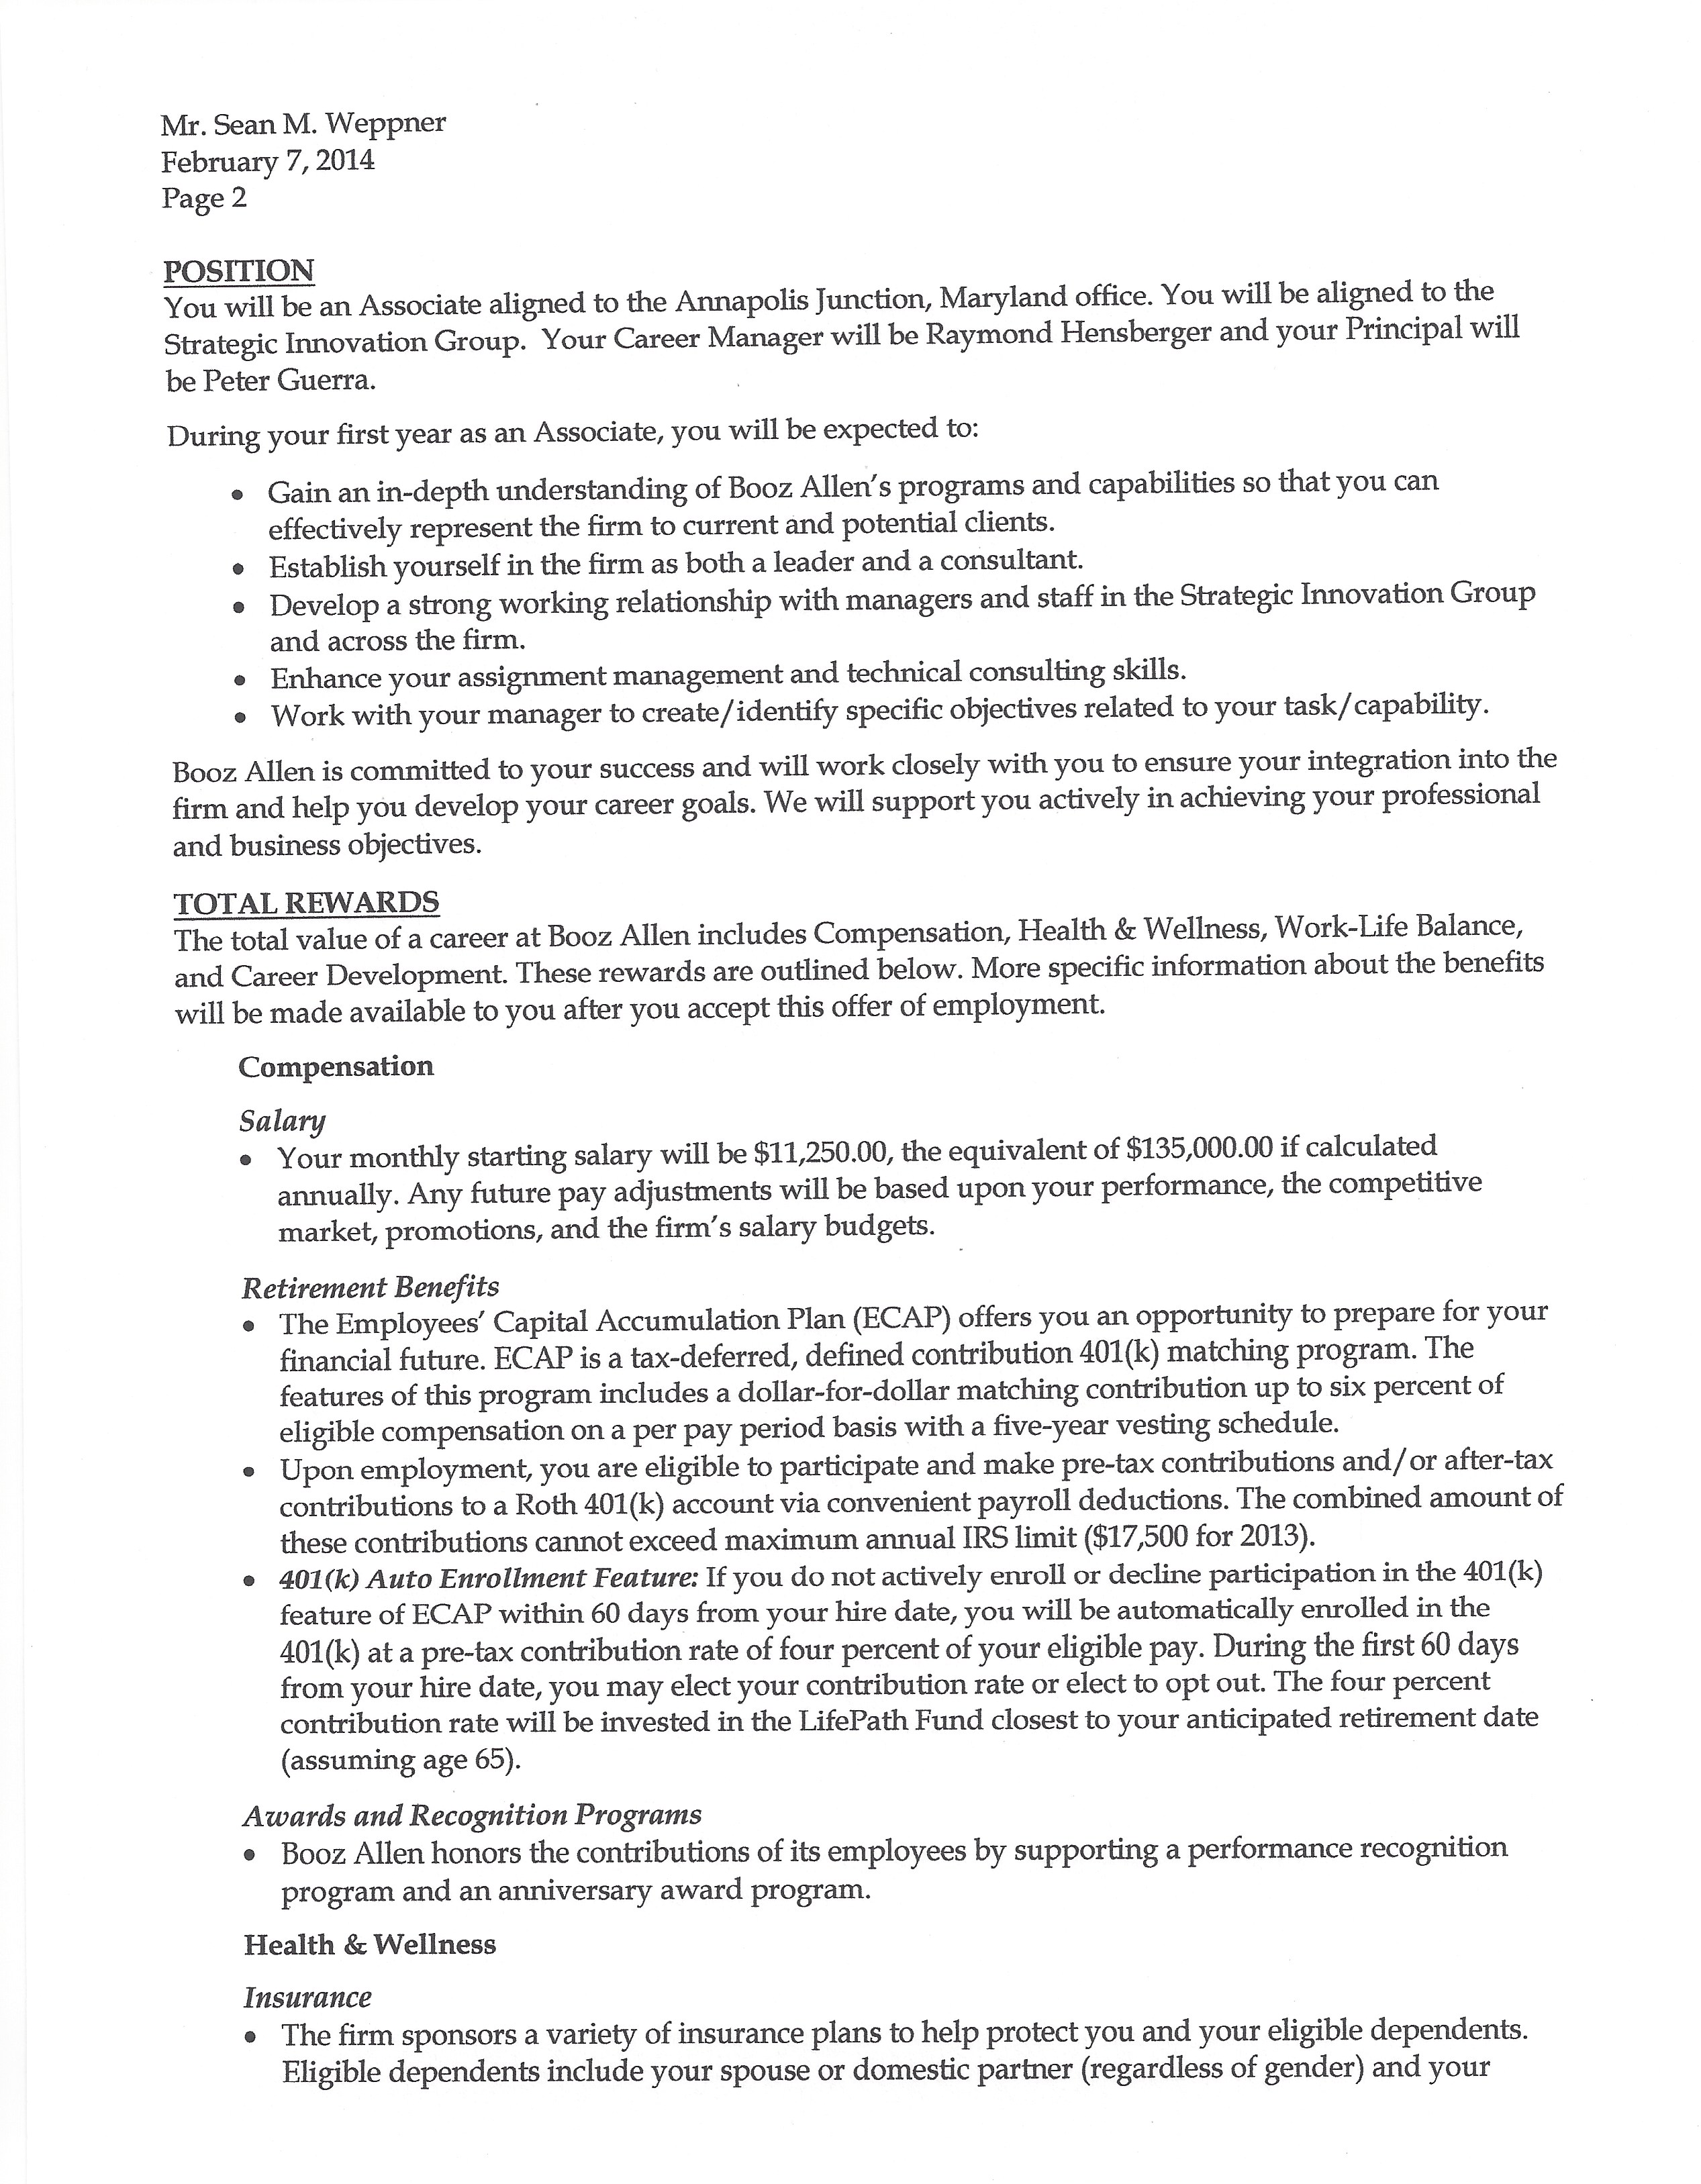 Mr. Sean M. Weppner
February 7, 2014
Page 2
POSITION
You will be an Associate aligned to the Annapolis Junction, Maryland office. You will be aligned to the
Strategic Innovation Group.  Your Career Manager will be Raymond Hensberger and your Principal will
be Peter Guerra.
During your first year as an Associate, you will be expected to:
• Gain an in-depth understanding of Booz Allen's programs and capabilities so that you can
effectively represent the firm to current and potential clients.
• Establish yourself in the firm as both a leader and a consultant.
• Develop a strong working relationship with managers and staff in the Strategic Innovation Group
and across the firm.
• Enhance your assignment management and technical consulting skills.
• Work with your manager to create/identify specific objectives related to your task/capability.
Booz Allen is committed to your success and will work closely with you to ensure your integration into the
firm and help you develop your career goals. We will support you actively in achieving your professional
and business objectives.
TOTAL REWARDS
The total value of a career at Booz Allen includes Compensation, Health & Wellness, Work-Life Balance,
and Career Development. These rewards are outlined below. More specific information about the benefits
will be made available to you after you accept this offer of employment.
Compensation
Salary
• Your monthly starting salary will be $11,250.00, the equivalent of $135,000.00 if calculated
annually. Any future pay adjustments will be based upon your performance, the competitive
market, promotions, and the firm's salary budgets.
Retirement Benefits
• The Employees' Capital Accumulation Plan (ECAP) offers you an opportunity to prepare for your
financial future. ECAP is a tax-deferred, defined contribution 401(k) matching program. The
features of this program includes a dollar-for-dollar matching contribution up to six percent of
eligible compensation on a per pay period basis with a five-year vesting schedule.
• Upon employment, you are eligible to participate and make pre-tax contributions and/or after-tax
contributions to a Roth 401(k) account via convenient payroll deductions. The combined amount of
these contributions cannot exceed maximum annual IRS limit ($17,500 for 2013).
• 401(k) Auto Enrollment Feature: If you do not actively enroll or decline participation in the 401(k)
feature of ECAP within 60 days from your hire date, you will be automatically enrolled in the
401(k) at a pre-tax contribution rate of four percent of your eligible pay. During the first 60 days
from your hire date, you may elect your contribution rate or elect to opt out. The four percent
contribution rate will be invested in the LifePath Fund closest to your anticipated retirement date
(assuming age 65).
Awards and Recognition Programs
• Booz Allen honors the contributions of its employees by supporting a performance recognition
program and an anniversary award program.
Health & Wellness
Insurance
• The firm sponsors a variety of insurance plans to help protect you and your eligible dependents.
Eligible dependents include your spouse or domestic partner (regardless of gender) and your